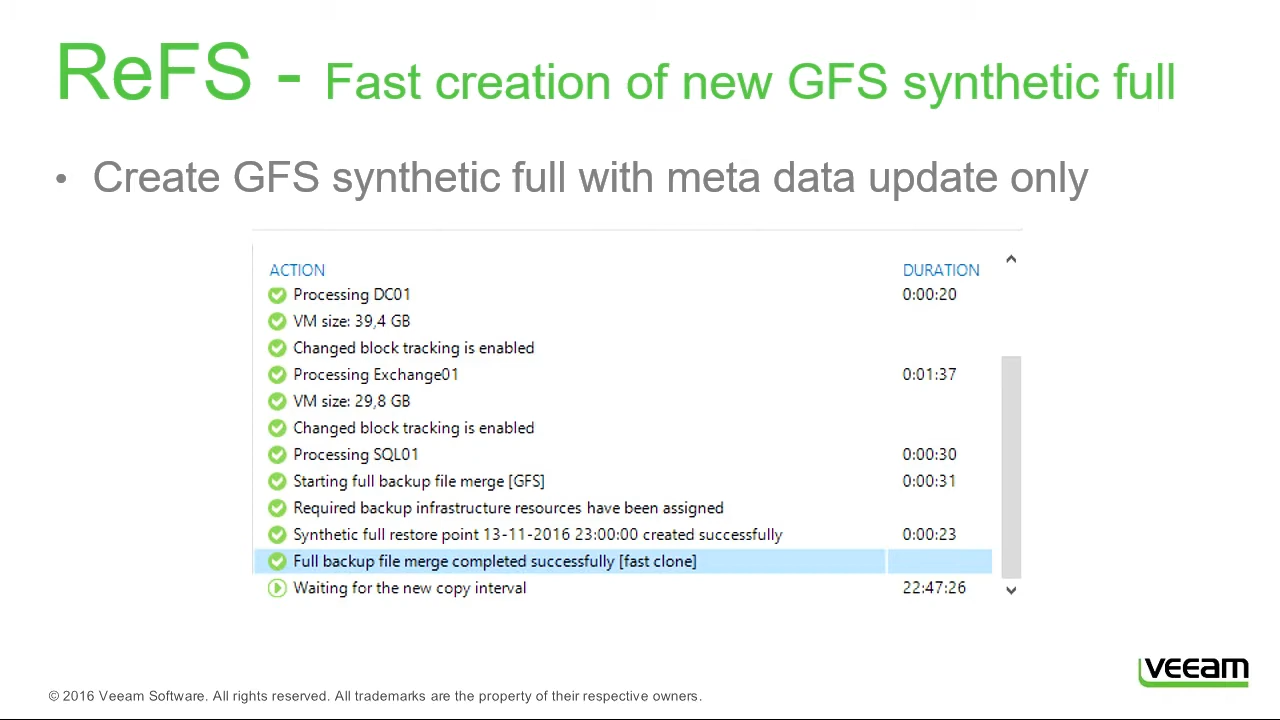 ReFS - Fast creation of new GFS synthetic full
• Create GFS synthetic full with meta data update only
ACTION DURATION
Processing DC01 0:00:20
VM size: 39,4 GB
Changed block tracking is enabled
Processing Exchange01 0:01:37
VM size: 29,8 GB
Changed block tracking is enabled
Processing SQL01 0:00:30
Starting full backup file merge [GFS] 0:00:31
Required backup infrastructure resources have been assigned
Synthetic full restore point 13-11-2016 23:00:00 created successfully 0:00:23
Full backup file merge completed successfully [fast clone]
Waiting for the new copy interval 22:47:26
veeam
© 2016 Veeam Software. All rights reserved. All trademarks are the property of their respective owners.